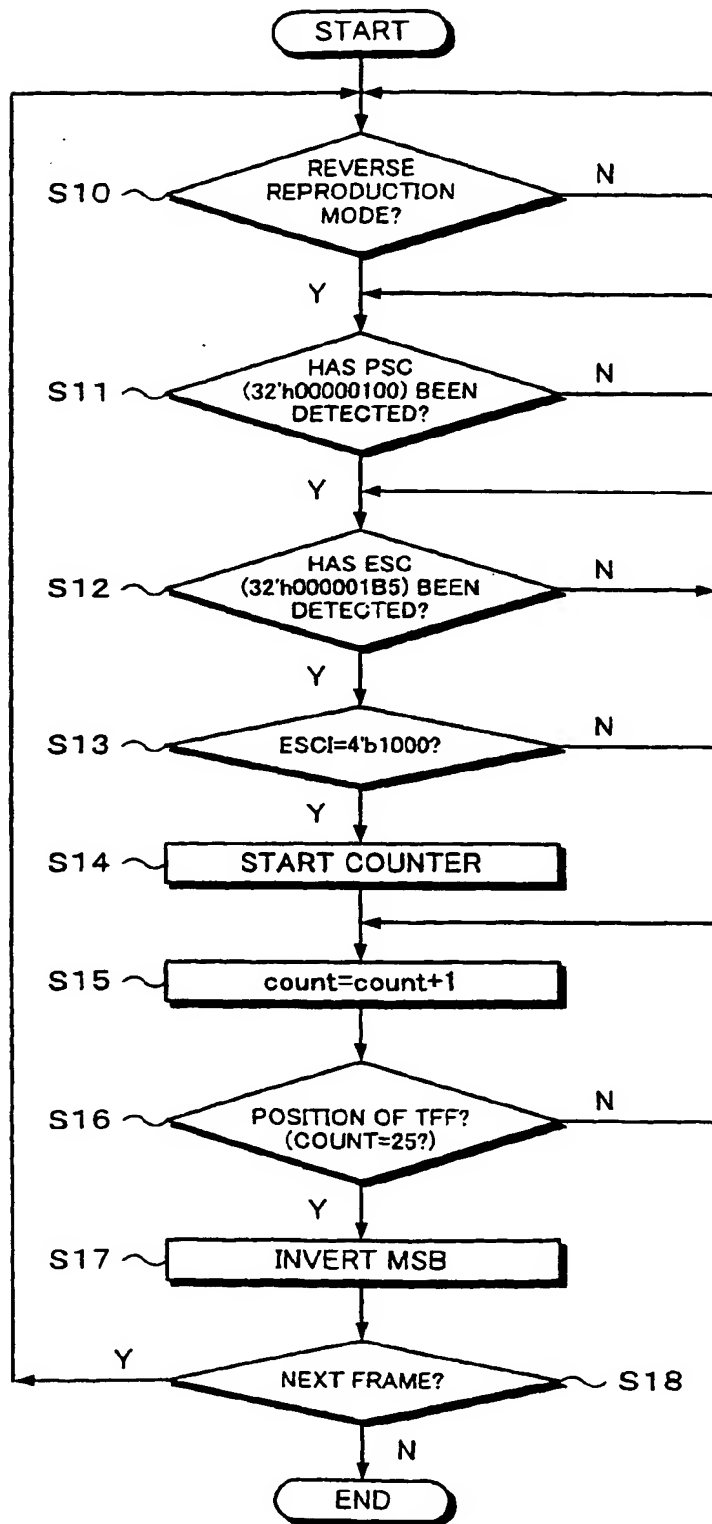 START
S10
REVERSE
REPRODUCTION
MODE?
N
Y
S11
HAS PSC
(32'h00000100) BEEN
DETECTED?
N
Y
S12
HAS ESC
(32'h000001B5) BEEN
DETECTED?
N
Y
S13
ESCI=4'b1000?
N
Y
S14
START COUNTER
S15
count=count+1
S16
POSITION OF TFF?
(COUNT=25?)
N
Y
S17
INVERT MSB
Y
NEXT FRAME?
S18
N
END